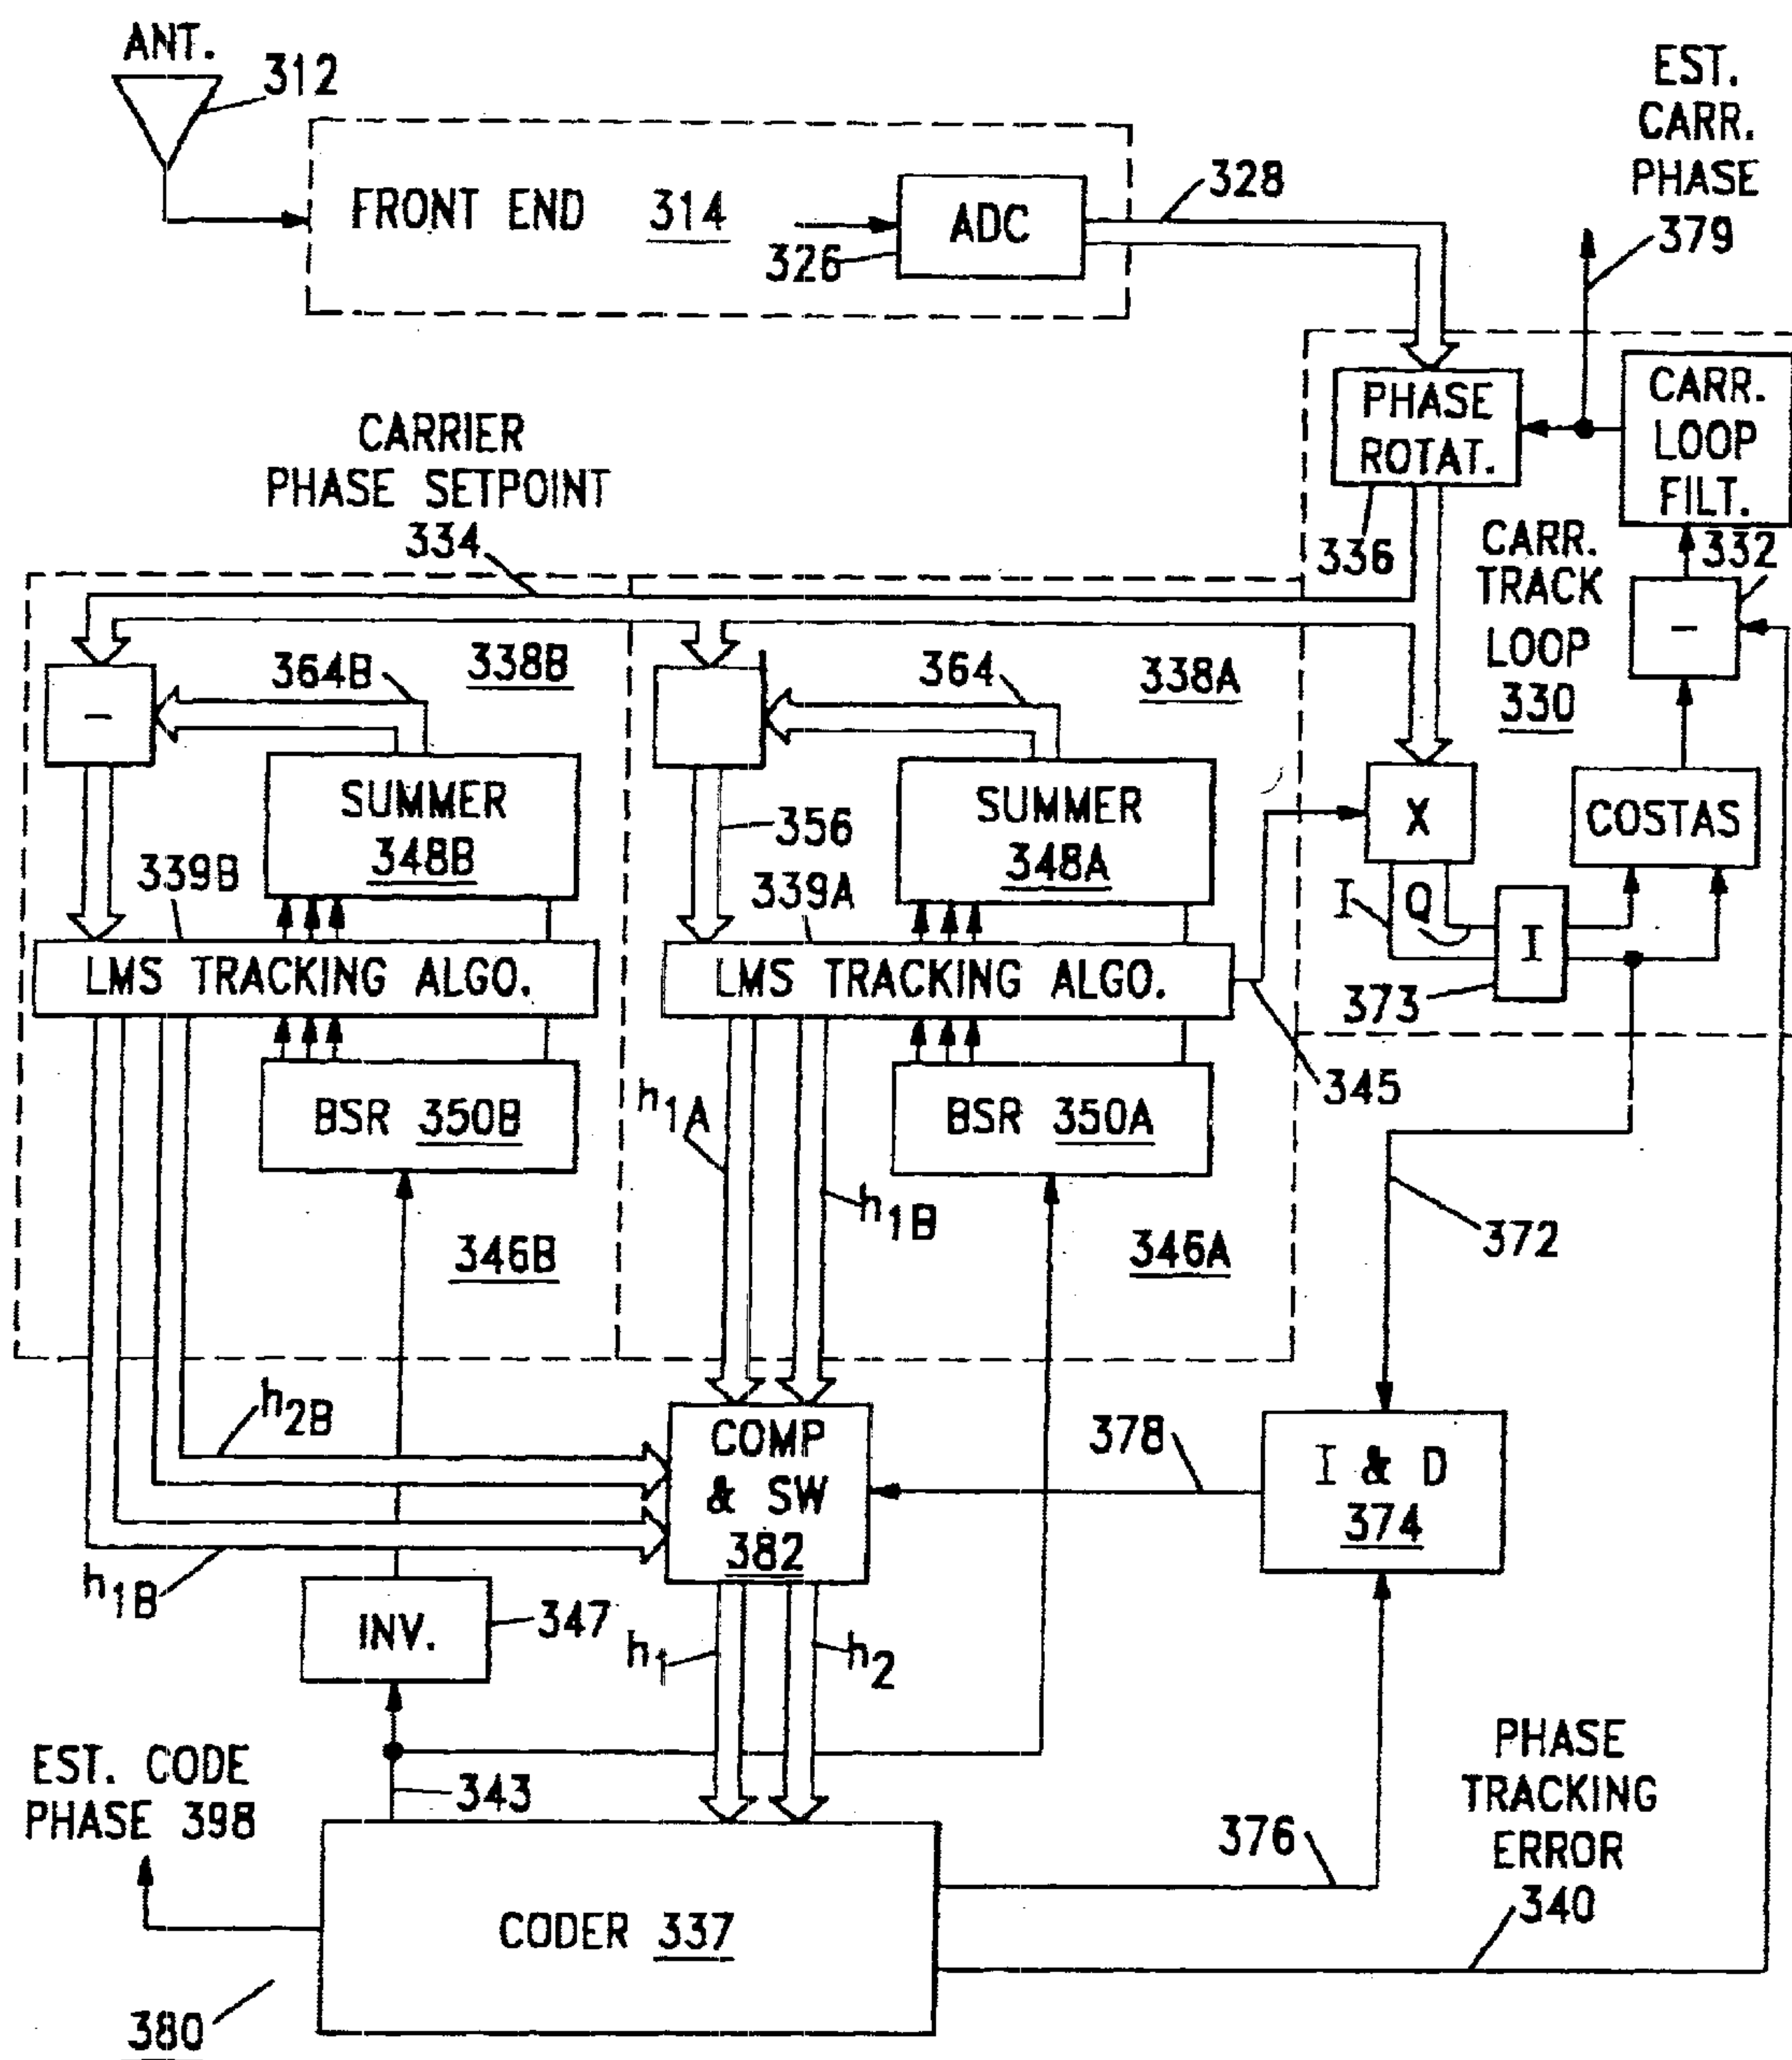 ANT.
312
FRONT END 314
326
ADC
328
EST.
CARR.
PHASE
379
PHASE
ROTAT.
336
CARR.
LOOP
FILT.
332
CARRIER
PHASE SETPOINT
334
CARR.
TRACK
LOOP
330
–
–
364B
338B
364
338A
SUMMER
348B
356
SUMMER
348A
X
COSTAS
339B
339A
I
Q
I
373
LMS TRACKING ALGO.
LMS TRACKING ALGO.
345
BSR 350B
h1A
BSR 350A
h1B
372
346B
346A
h2B
COMP
& SW
382
378
I & D
374
h1B
INV.
347
h1
h2
EST. CODE
PHASE 398
343
PHASE
TRACKING
ERROR
340
376
CODER 337
380